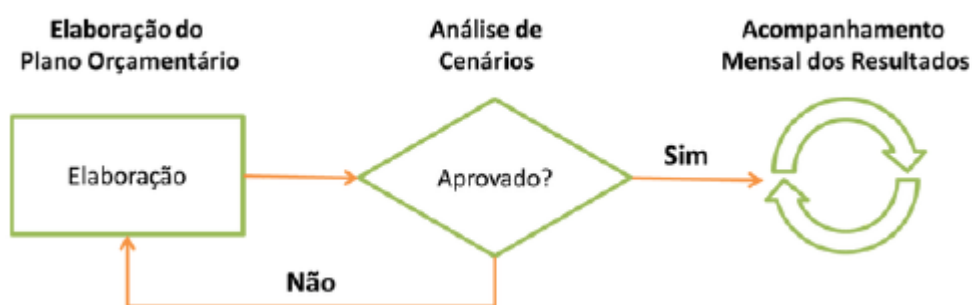 Elaboração do
Plano Orçamentário
Análise de
Cenários
Acompanhamento
Mensal dos Resultados
Elaboração
Aprovado?
Sim
Não